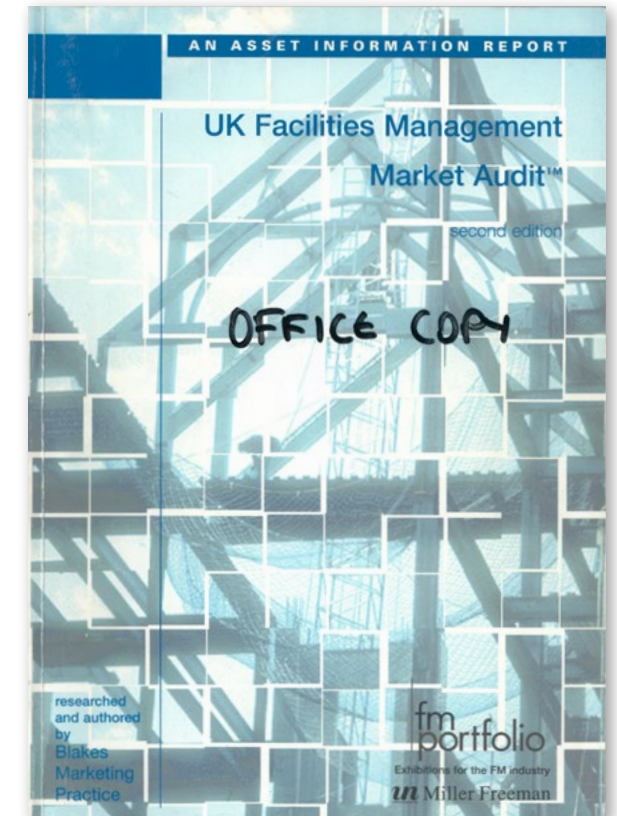 AN ASSET INFORMATION REPORT
UK Facilities Management
Market Audit™
second edition
OFFICE COPY
researched
and authored
by
Blakes
Marketing
Practice
fm
portfolio
Exhibitions for the FM industry
un Miller Freeman